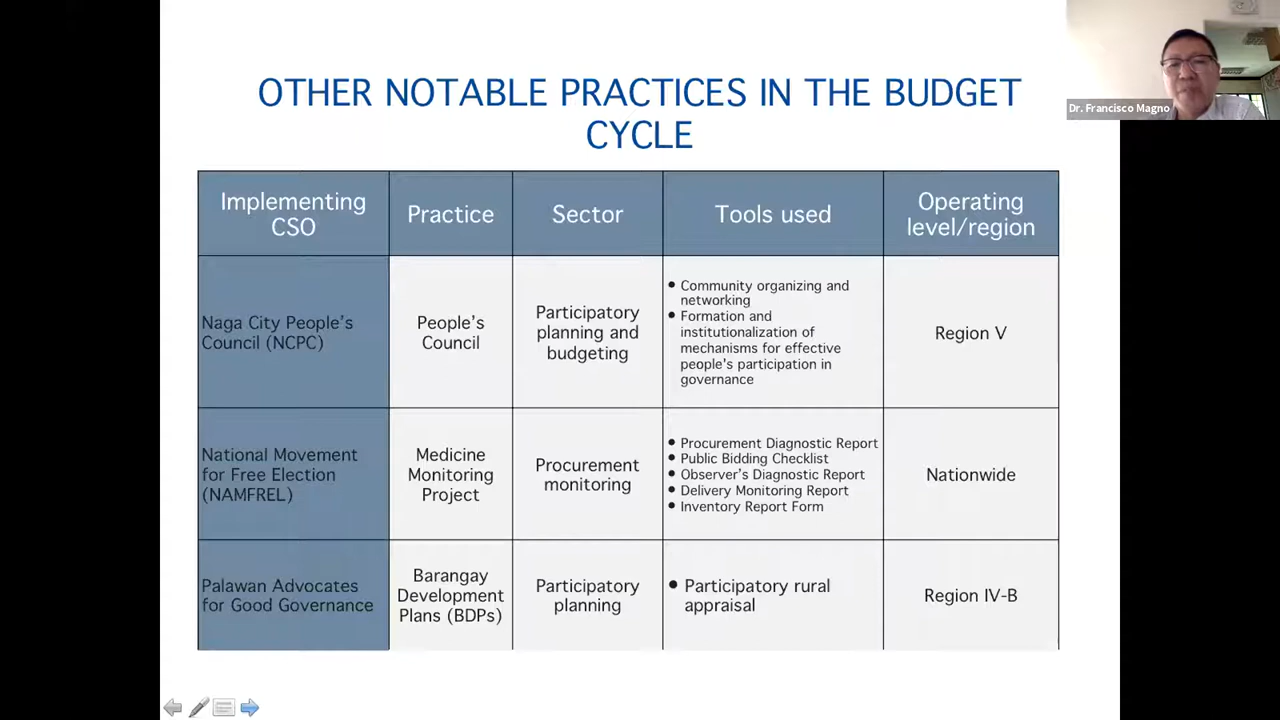 OTHER NOTABLE PRACTICES IN THE BUDGET
CYCLE
Dr. Francisco Magno
Implementing
CSO
Practice
Sector
Tools used
Operating
level/region
Naga City People's
Council (NCPC)
People's
Council
Participatory
planning and
budgeting
• Community organizing and
networking
• Formation and
institutionalization of
mechanisms for effective
people's participation in
governance
Region V
National Movement
for Free Election
(NAMFREL)
Medicine
Monitoring
Project
Procurement
monitoring
• Procurement Diagnostic Report
• Public Bidding Checklist
• Observer's Diagnostic Report
• Delivery Monitoring Report
• Inventory Report Form
Nationwide
Palawan Advocates
for Good Governance
Barangay
Development
Plans (BDPs)
Participatory
planning
• Participatory rural
appraisal
Region IV-B